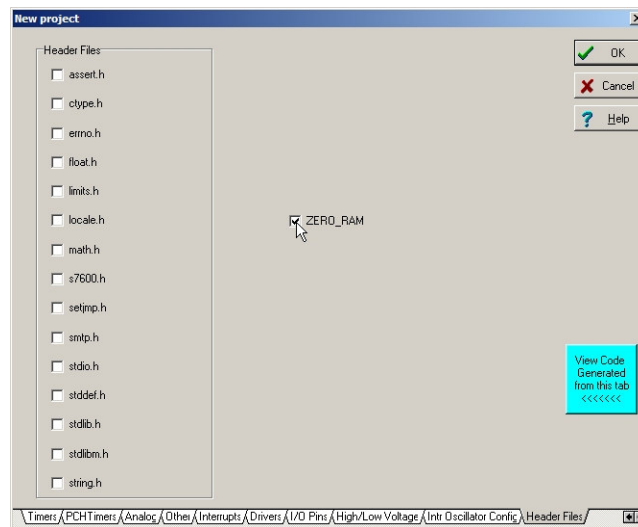 New project
Header Files
assert.h
ctype.h
errno.h
float.h
limits.h
locale.h
math.h
s7600.h
setjmp.h
smtp.h
stdio.h
stddef.h
stdlib.h
stdlibm.h
string.h
ZERO_RAM
OK
Cancel
Help
View Code
Generated
from this tab
<<<<<<<
Timers PCHTimers Analog Other Interrupts Drivers I/O Pins High/Low Voltage Intr Oscillator Config Header Files